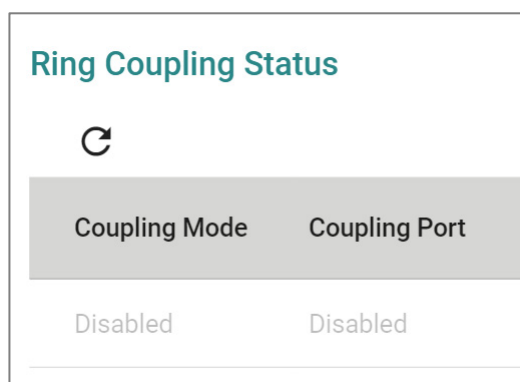 Ring Coupling Status
Coupling Mode Coupling Port
Disabled Disabled